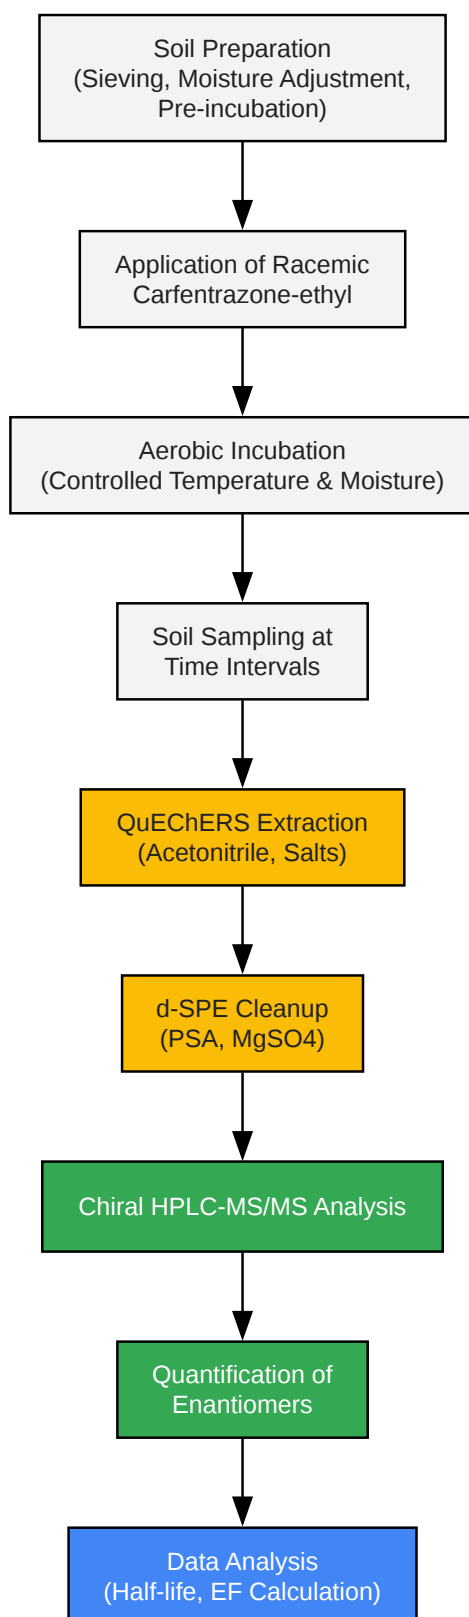 Soil Preparation
(Sieving, Moisture Adjustment,
Pre-incubation)
Application of Racemic
Carfentrazone-ethyl
Aerobic Incubation
(Controlled Temperature & Moisture)
Soil Sampling at
Time Intervals
QuEChERS Extraction
(Acetonitrile, Salts)
d-SPE Cleanup
(PSA, MgSO4)
Chiral HPLC-MS/MS Analysis
Quantification of
Enantiomers
Data Analysis
(Half-life, EF Calculation)